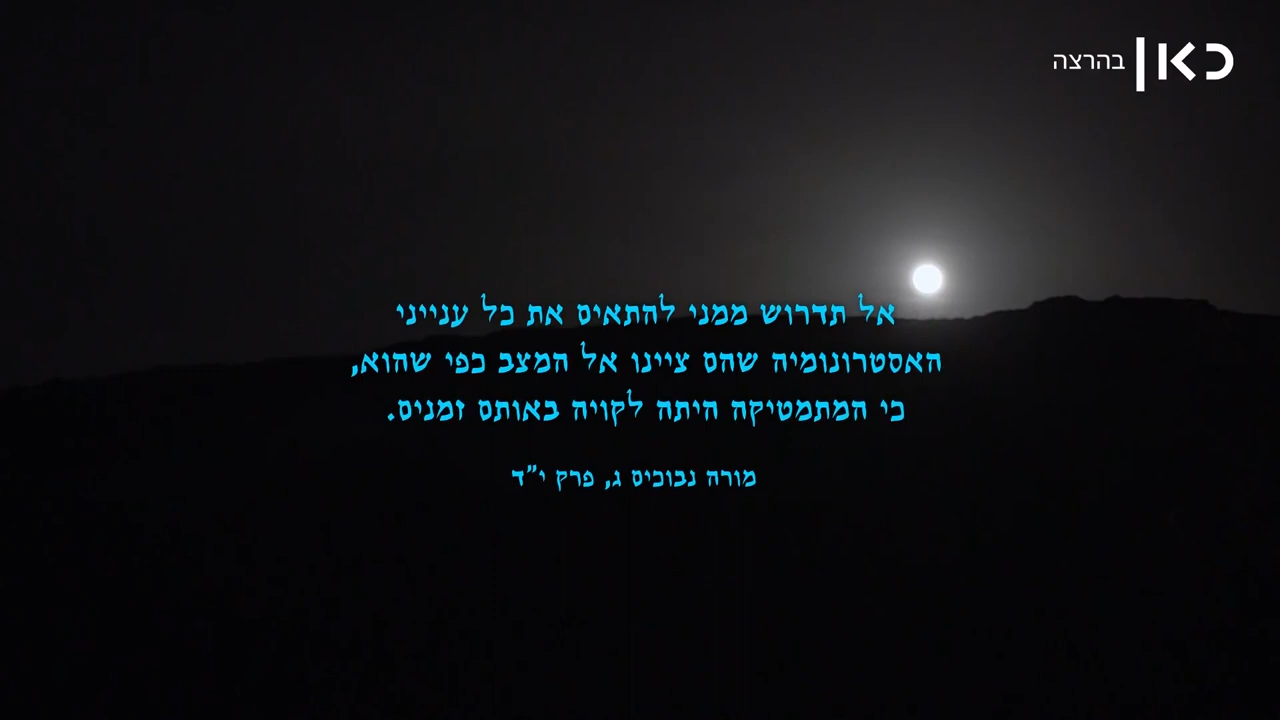 כאן | בהרצה
אל תדרוש ממני להתאים את כל ענייני
האסטרונומיה שהם ציינו אל המצב כפי שהוא,
כי המתמטיקה היתה לקויה באותם זמנים.
מורה נבוכים ג, פרק י"ד